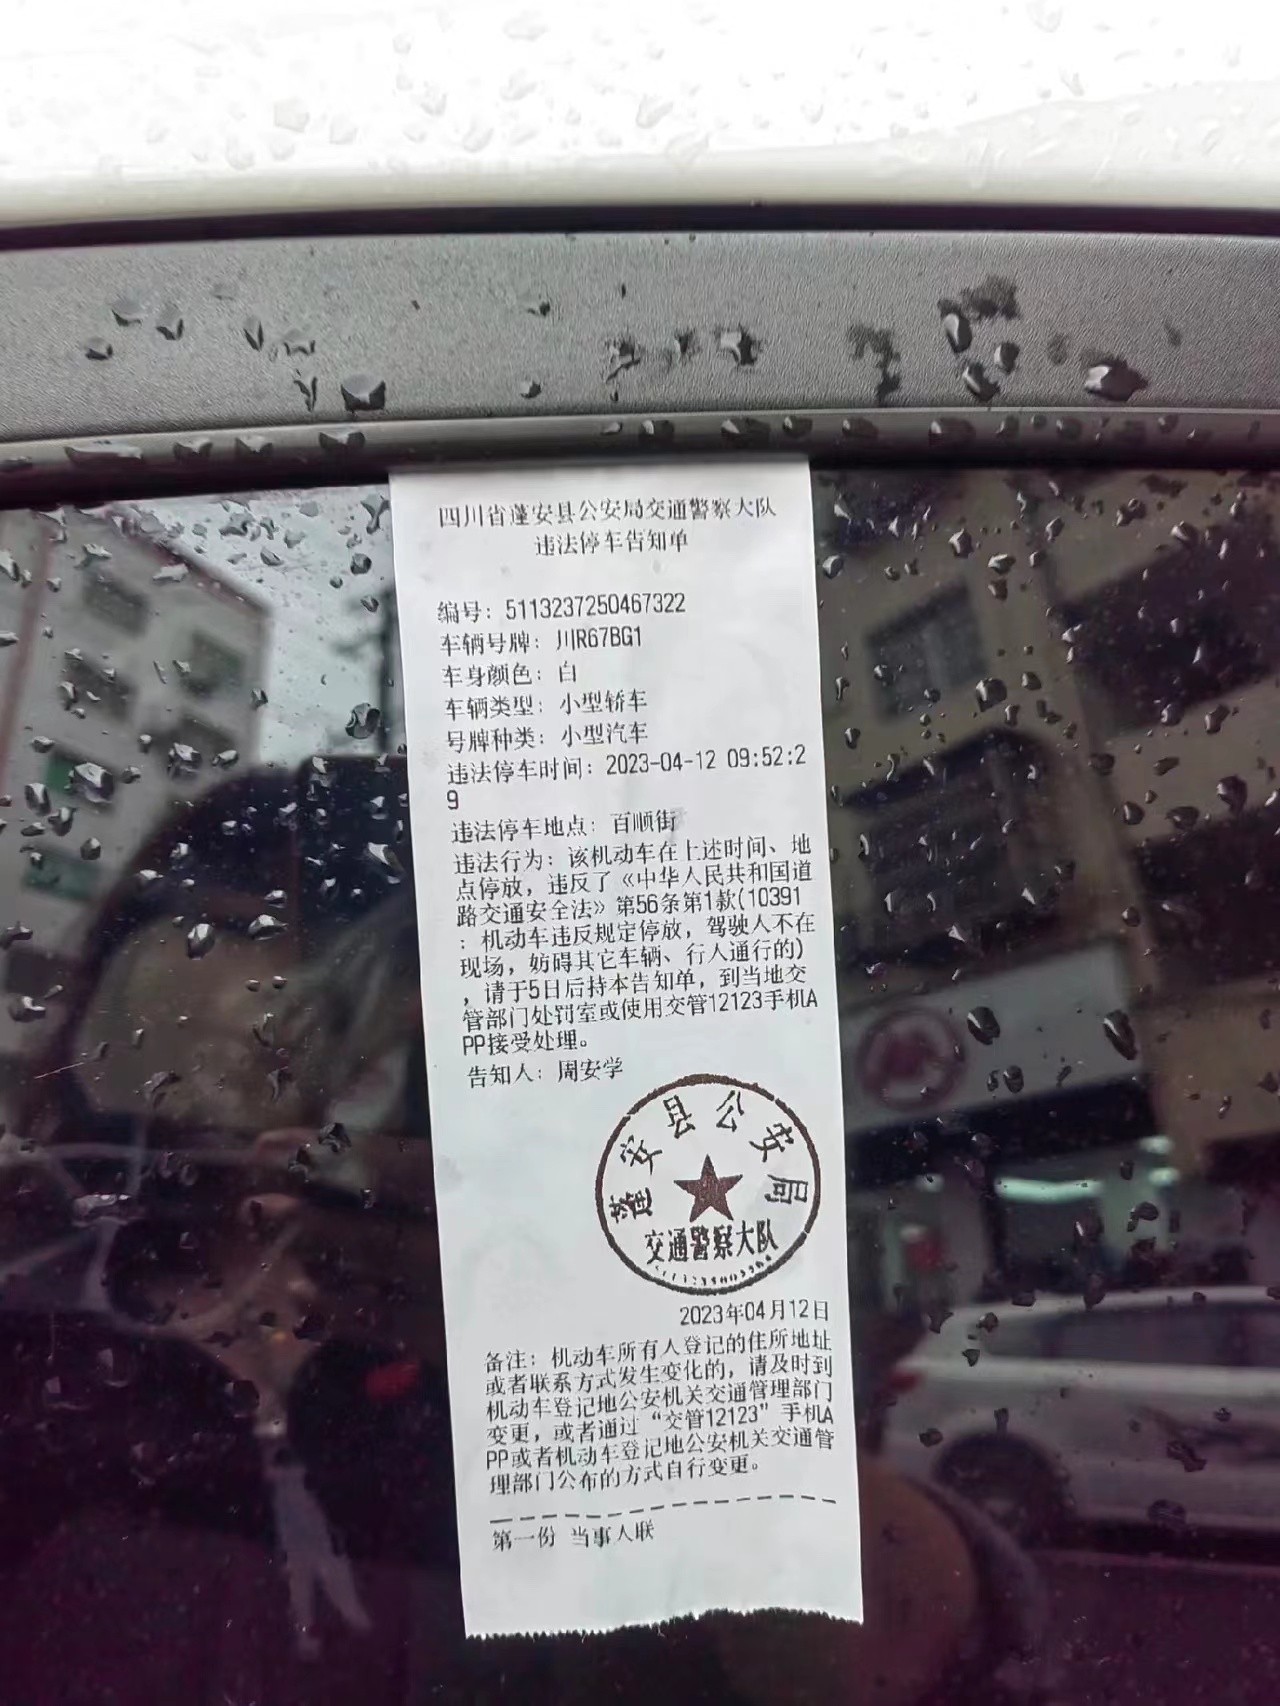 四川省蓬安县公安局交通警察大队
违法停车告知单
编号：5113237250467322
车辆号牌：川R67BG1
车身颜色：白
车辆类型：小型轿车
号牌种类：小型汽车
违法停车时间：2023-04-12 09:52:2
9
违法停车地点：百顺街
违法行为：该机动车在上述时间、地
点停放，违反了《中华人民共和国道
路交通安全法》第56条第1款(10391
：机动车违反规定停放，驾驶人不在
现场，妨碍其它车辆、行人通行的)
，请于5日后持本告知单，到当地交
管部门处罚室或使用交管12123手机A
PP接受处理。
告知人：周安学
蓬安县公安局
交通警察大队
2023年04月12日
备注：机动车所有人登记的住所地址
或者联系方式发生变化的，请及时到
机动车登记地公安机关交通管理部门
变更，或者通过“交管12123”手机A
PP或者机动车登记地公安机关交通管
理部门公布的方式自行变更。
第一份 当事人联